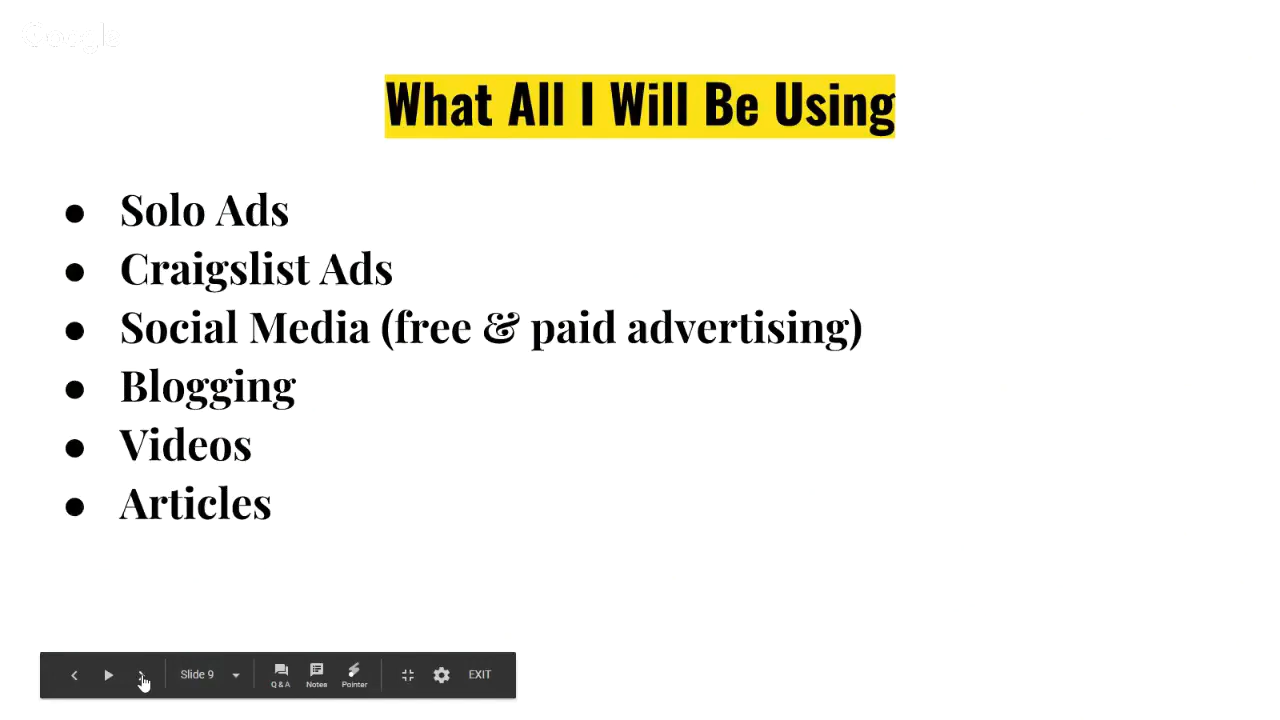 Google
What All I Will Be Using
● Solo Ads
● Craigslist Ads
● Social Media (free & paid advertising)
● Blogging
● Videos
● Articles
Slide 9
Q & A
Notes
Pointer
EXIT